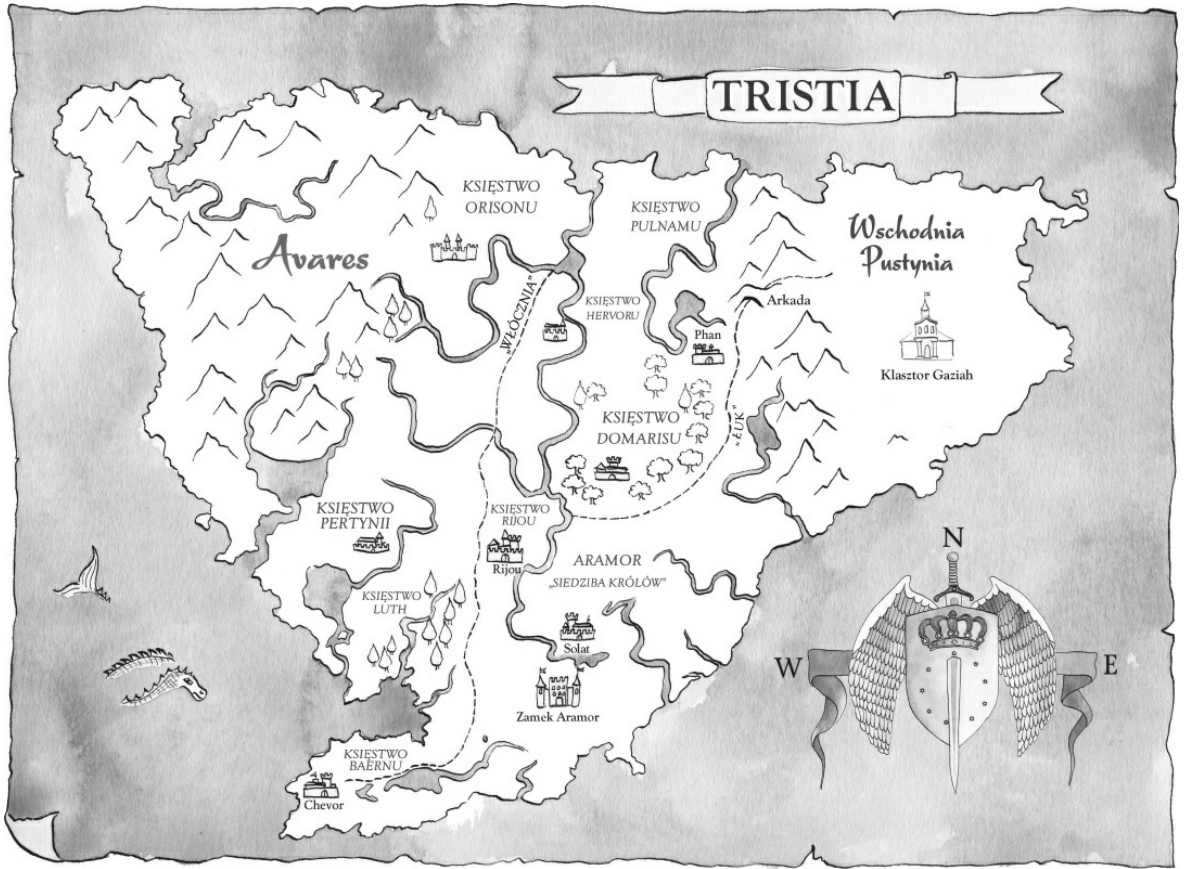 TRISTIA
KSIĘSTWO
ORISONU
KSIĘSTWO
PULNAMU
Wschodnia
Pustynia
Avares
„WŁÓCZNIA”
KSIĘSTWO
HERVORU
Arkada
Phan
Klasztor Gaziah
KSIĘSTWO
DOMARISU
„ŁUK”
KSIĘSTWO
PERTYNII
KSIĘSTWO
RIJOU
Rijou
ARAMOR
„SIEDZIBA KRÓLÓW”
KSIĘSTWO
LUTH
Solat
Zamek Aramor
KSIĘSTWO
BAERNU
Chevor
N
W
E